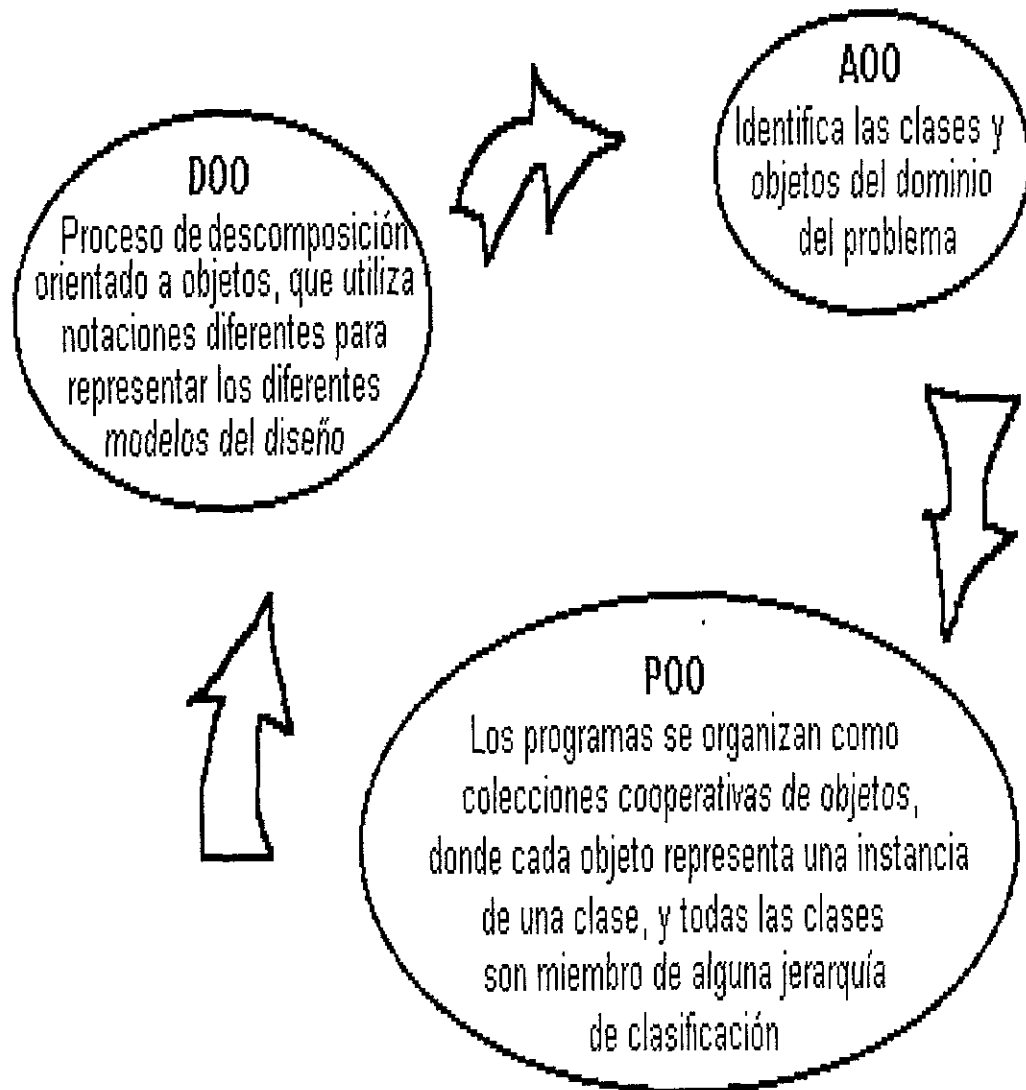 DOO
Proceso de descomposición
orientado a objetos, que utiliza
notaciones diferentes para
representar los diferentes
modelos del diseño
AOO
Identifica las clases y
objetos del dominio
del problema
POO
Los programas se organizan como
colecciones cooperativas de objetos,
donde cada objeto representa una instancia
de una clase, y todas las clases
son miembro de alguna jerarquía
de clasificación